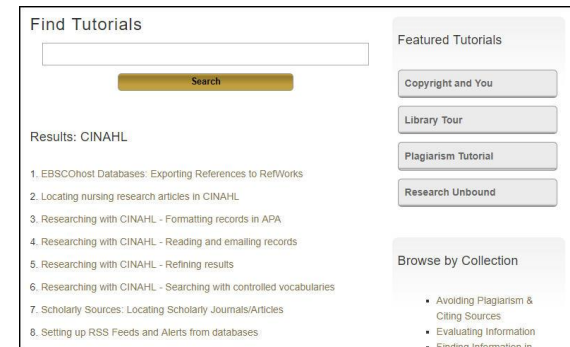 Find Tutorials
Search
Results: CINAHL
1. EBSCOhost Databases: Exporting References to RefWorks
2. Locating nursing research articles in CINAHL
3. Researching with CINAHL - Formatting records in APA
4. Researching with CINAHL - Reading and emailing records
5. Researching with CINAHL - Refining results
6. Researching with CINAHL - Searching with controlled vocabularies
7. Scholarly Sources: Locating Scholarly Journals/Articles
8. Setting up RSS Feeds and Alerts from databases
Featured Tutorials
Copyright and You
Library Tour
Plagiarism Tutorial
Research Unbound
Browse by Collection
• Avoiding Plagiarism &
Citing Sources
• Evaluating Information
• Finding Information in